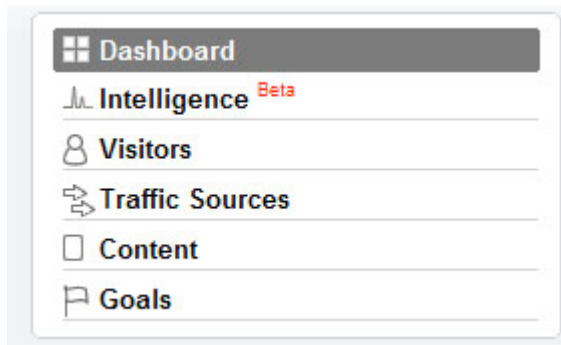 Dashboard
Intelligence Beta
Visitors
Traffic Sources
Content
Goals